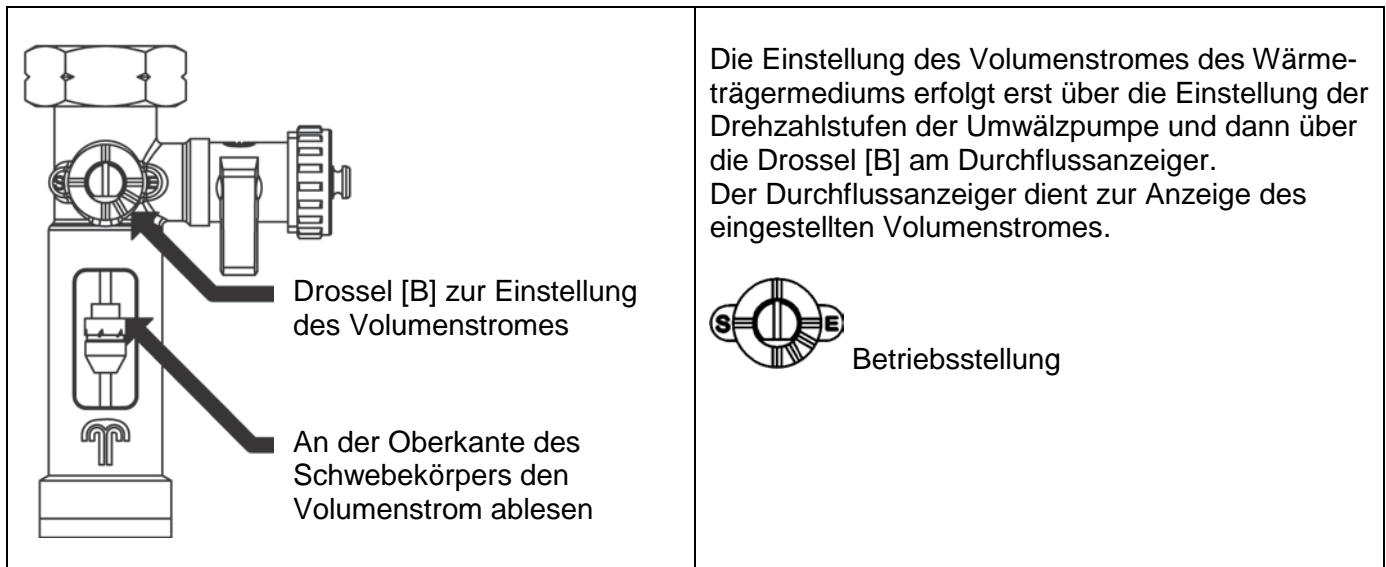 S E
Drossel [B] zur Einstellung
des Volumenstromes
An der Oberkante des
Schwebekörpers den
Volumenstrom ablesen
Die Einstellung des Volumenstromes des Wärme-
trägermediums erfolgt erst über die Einstellung der
Drehzahlstufen der Umwälzpumpe und dann über
die Drossel [B] am Durchflussanzeiger.
Der Durchflussanzeiger dient zur Anzeige des
eingestellten Volumenstromes.
S E
Betriebsstellung